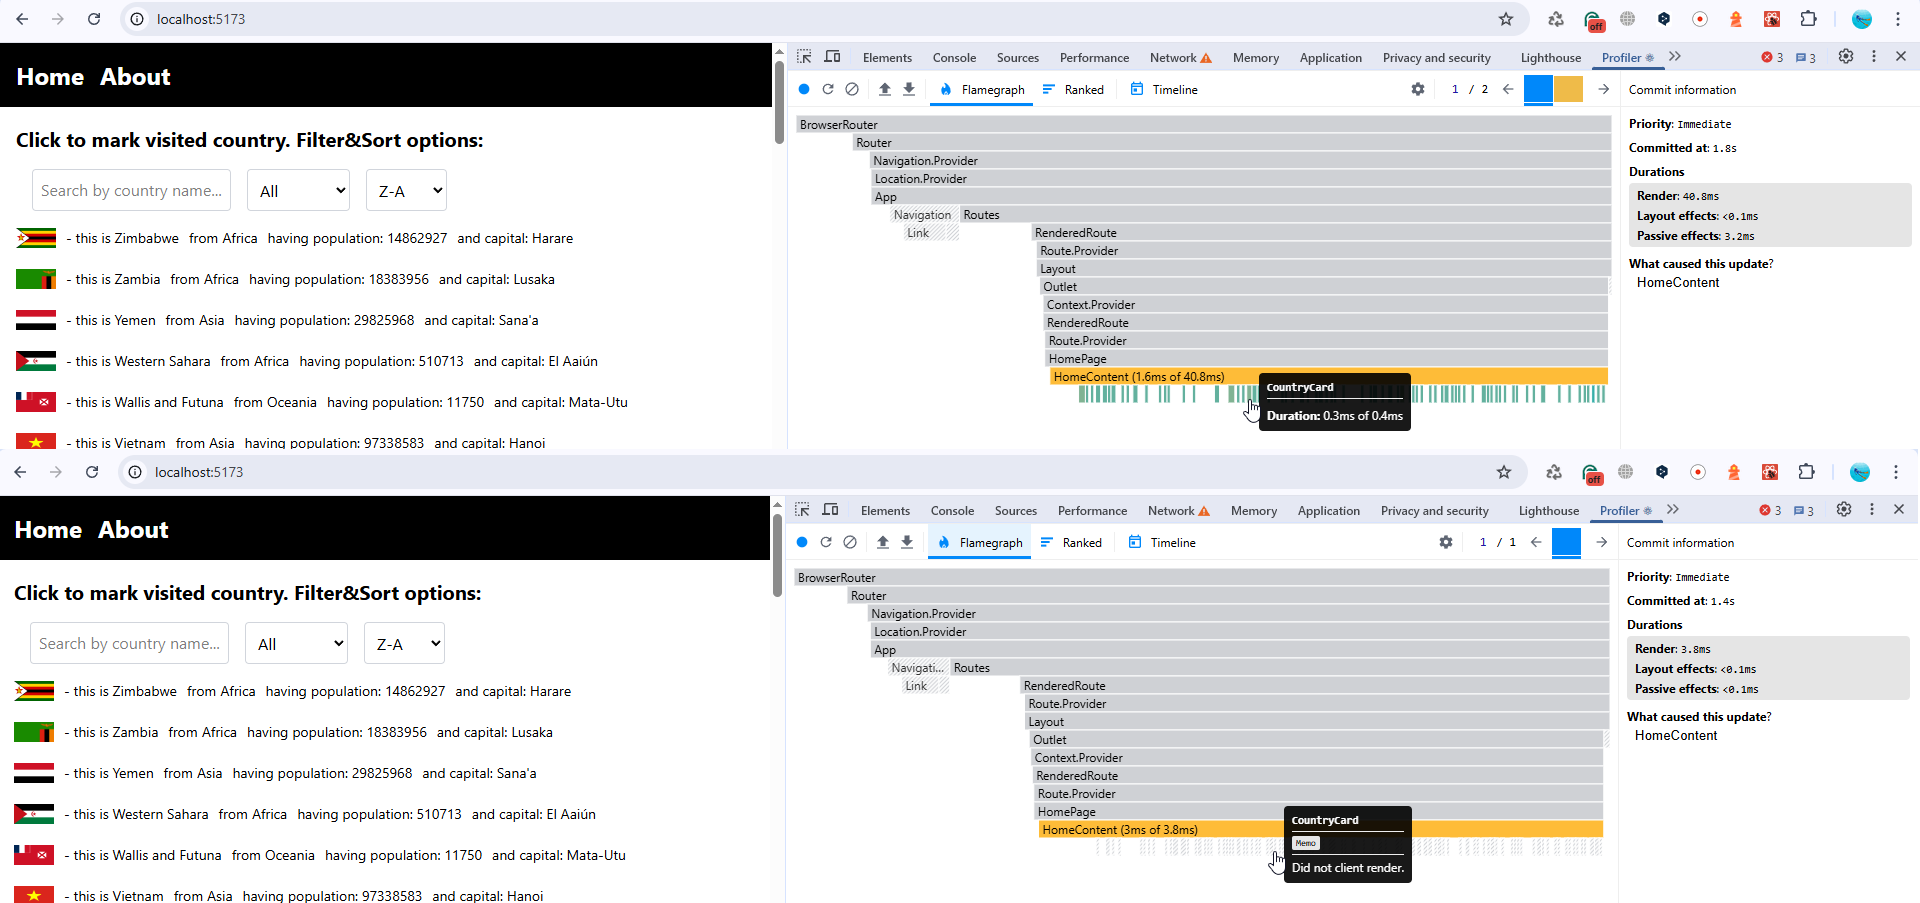 localhost:5173
off
Home About
Click to mark visited country. Filter&Sort options:
Search by country name... All Z-A
- this is Zimbabwe from Africa having population: 14862927 and capital: Harare
- this is Zambia from Africa having population: 18383956 and capital: Lusaka
- this is Yemen from Asia having population: 29825968 and capital: Sana'a
- this is Western Sahara from Africa having population: 510713 and capital: El Aaiún
- this is Wallis and Futuna from Oceania having population: 11750 and capital: Mata-Utu
- this is Vietnam from Asia having population: 97338583 and capital: Hanoi
Elements Console Sources Performance Network Memory Application Privacy and security Lighthouse Profiler 3 3
Flamegraph Ranked Timeline 1 / 2
BrowserRouter
Router
Navigation.Provider
Location.Provider
App
Navigation Routes
Link RenderedRoute
Route.Provider
Layout
Outlet
Context.Provider
RenderedRoute
Route.Provider
HomePage
HomeContent (1.6ms of 40.8ms)
CountryCard
Duration: 0.3ms of 0.4ms
Commit information
Priority: Immediate
Committed at: 1.8s
Durations
Render: 40.8ms
Layout effects: <0.1ms
Passive effects: 3.2ms
What caused this update?
HomeContent
localhost:5173
off
Home About
Click to mark visited country. Filter&Sort options:
Search by country name... All Z-A
- this is Zimbabwe from Africa having population: 14862927 and capital: Harare
- this is Zambia from Africa having population: 18383956 and capital: Lusaka
- this is Yemen from Asia having population: 29825968 and capital: Sana'a
- this is Western Sahara from Africa having population: 510713 and capital: El Aaiún
- this is Wallis and Futuna from Oceania having population: 11750 and capital: Mata-Utu
- this is Vietnam from Asia having population: 97338583 and capital: Hanoi
Elements Console Sources Performance Network Memory Application Privacy and security Lighthouse Profiler 3 3
Flamegraph Ranked Timeline 1 / 1
BrowserRouter
Router
Navigation.Provider
Location.Provider
App
Navigati... Routes
Link RenderedRoute
Route.Provider
Layout
Outlet
Context.Provider
RenderedRoute
Route.Provider
HomePage
HomeContent (3ms of 3.8ms)
CountryCard
Memo
Did not client render.
Commit information
Priority: Immediate
Committed at: 1.4s
Durations
Render: 3.8ms
Layout effects: <0.1ms
Passive effects: <0.1ms
What caused this update?
HomeContent